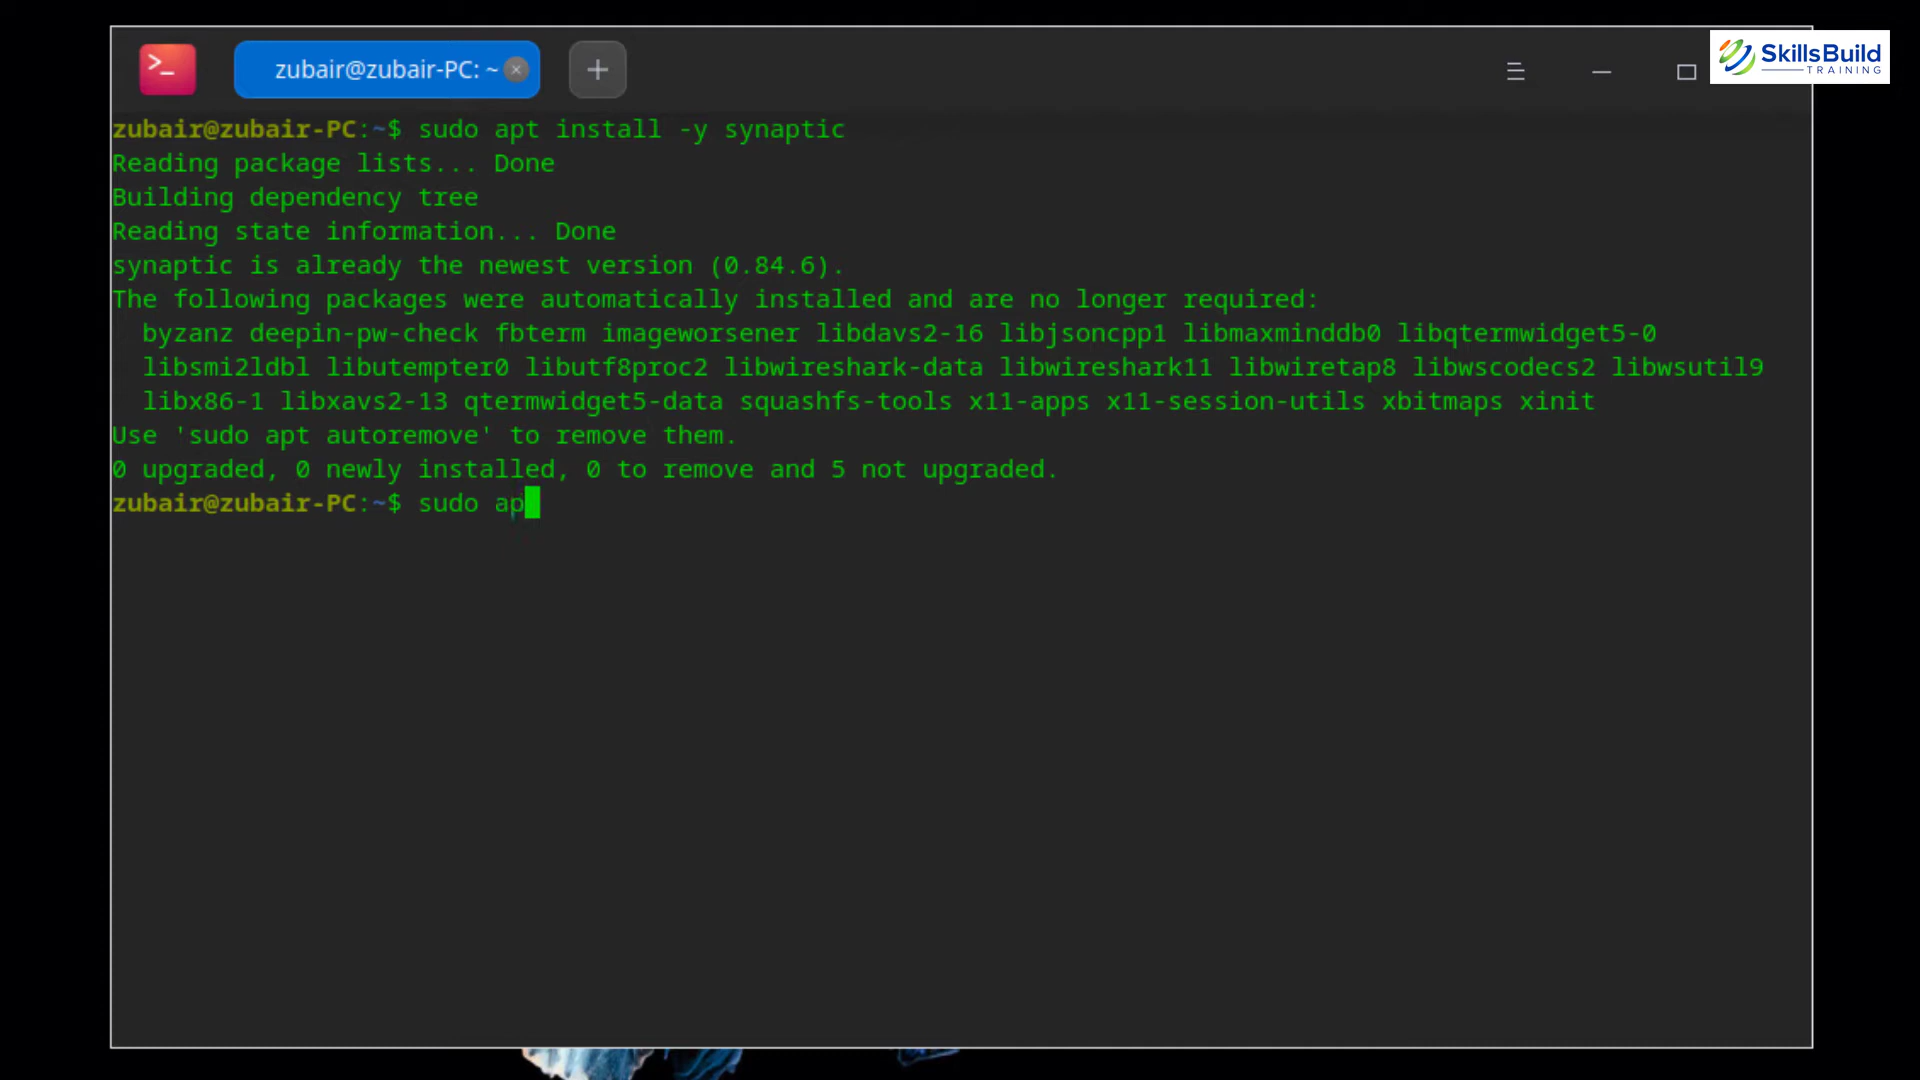 >_
zubair@zubair-PC: ~
SkillsBuild
TRAINING
zubair@zubair-PC:~$ sudo apt install -y synaptic
Reading package lists... Done
Building dependency tree
Reading state information... Done
synaptic is already the newest version (0.84.6).
The following packages were automatically installed and are no longer required:
  byzanz deepin-pw-check fbterm imageworsener libdavs2-16 libjsoncpp1 libmaxminddb0 libqtermwidget5-0
  libsmi2ldbl libutempter0 libutf8proc2 libwireshark-data libwireshark11 libwiretap8 libwscodecs2 libwsutil9
  libx86-1 libxavs2-13 qtermwidget5-data squashfs-tools x11-apps x11-session-utils xbitmaps xinit
Use 'sudo apt autoremove' to remove them.
0 upgraded, 0 newly installed, 0 to remove and 5 not upgraded.
zubair@zubair-PC:~$ sudo ap